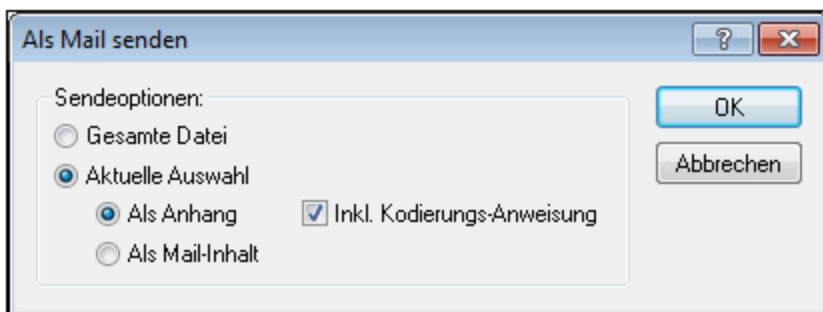 Als Mail senden
Sendeoptionen:
Gesamte Datei
Aktuelle Auswahl
Als Anhang
Inkl. Kodierungs-Anweisung
Als Mail-Inhalt
OK
Abbrechen